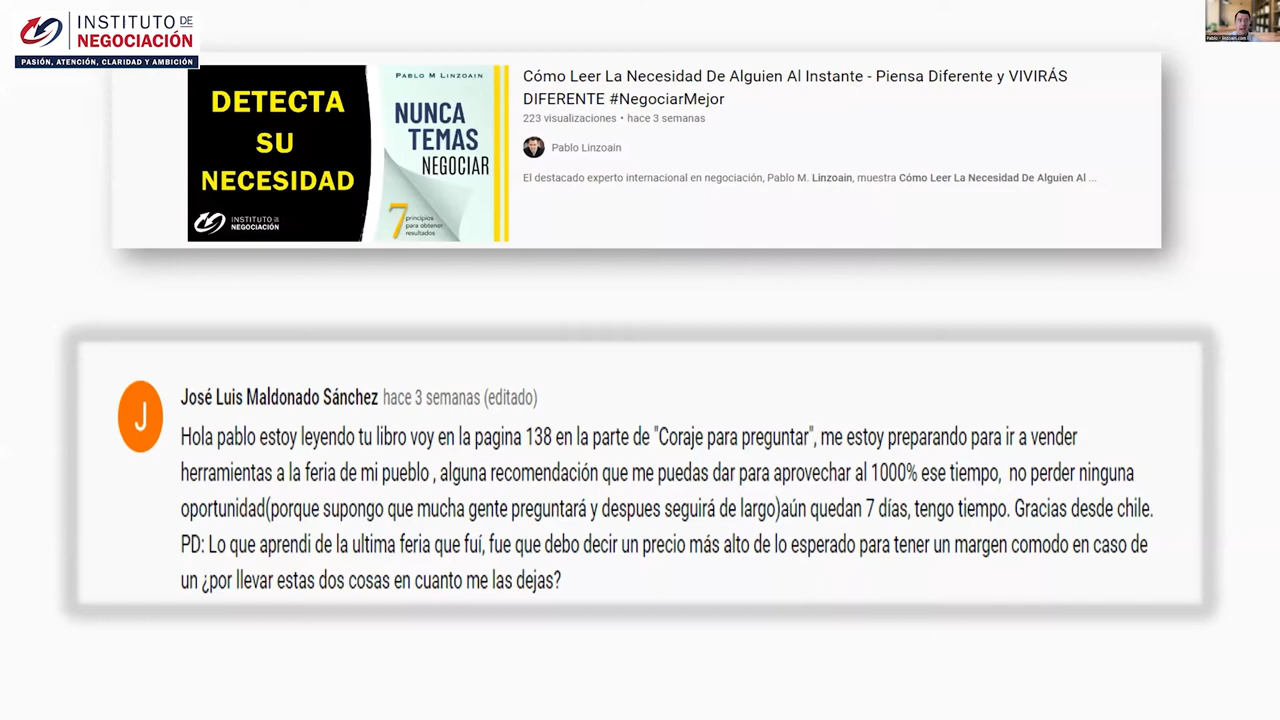 INSTITUTO DE
NEGOCIACIÓN
PASIÓN, ATENCIÓN, CLARIDAD Y AMBICIÓN
DETECTA
SU
NECESIDAD
INSTITUTO DE
NEGOCIACIÓN
PABLO M LINZOAIN
NUNCA
TEMAS
NEGOCIAR
7 principios
para obtener
resultados
Cómo Leer La Necesidad De Alguien Al Instante - Piensa Diferente y VIVIRÁS
DIFERENTE #NegociarMejor
223 visualizaciones • hace 3 semanas
Pablo Linzoain
El destacado experto internacional en negociación, Pablo M. Linzoain, muestra Cómo Leer La Necesidad De Alguien Al ...
J
José Luis Maldonado Sánchez hace 3 semanas (editado)
Hola pablo estoy leyendo tu libro voy en la pagina 138 en la parte de "Coraje para preguntar", me estoy preparando para ir a vender
herramientas a la feria de mi pueblo , alguna recomendación que me puedas dar para aprovechar al 1000% ese tiempo, no perder ninguna
oportunidad(porque supongo que mucha gente preguntará y despues seguirá de largo)aún quedan 7 días, tengo tiempo. Gracias desde chile.
PD: Lo que aprendi de la ultima feria que fuí, fue que debo decir un precio más alto de lo esperado para tener un margen comodo en caso de
un ¿por llevar estas dos cosas en cuanto me las dejas?